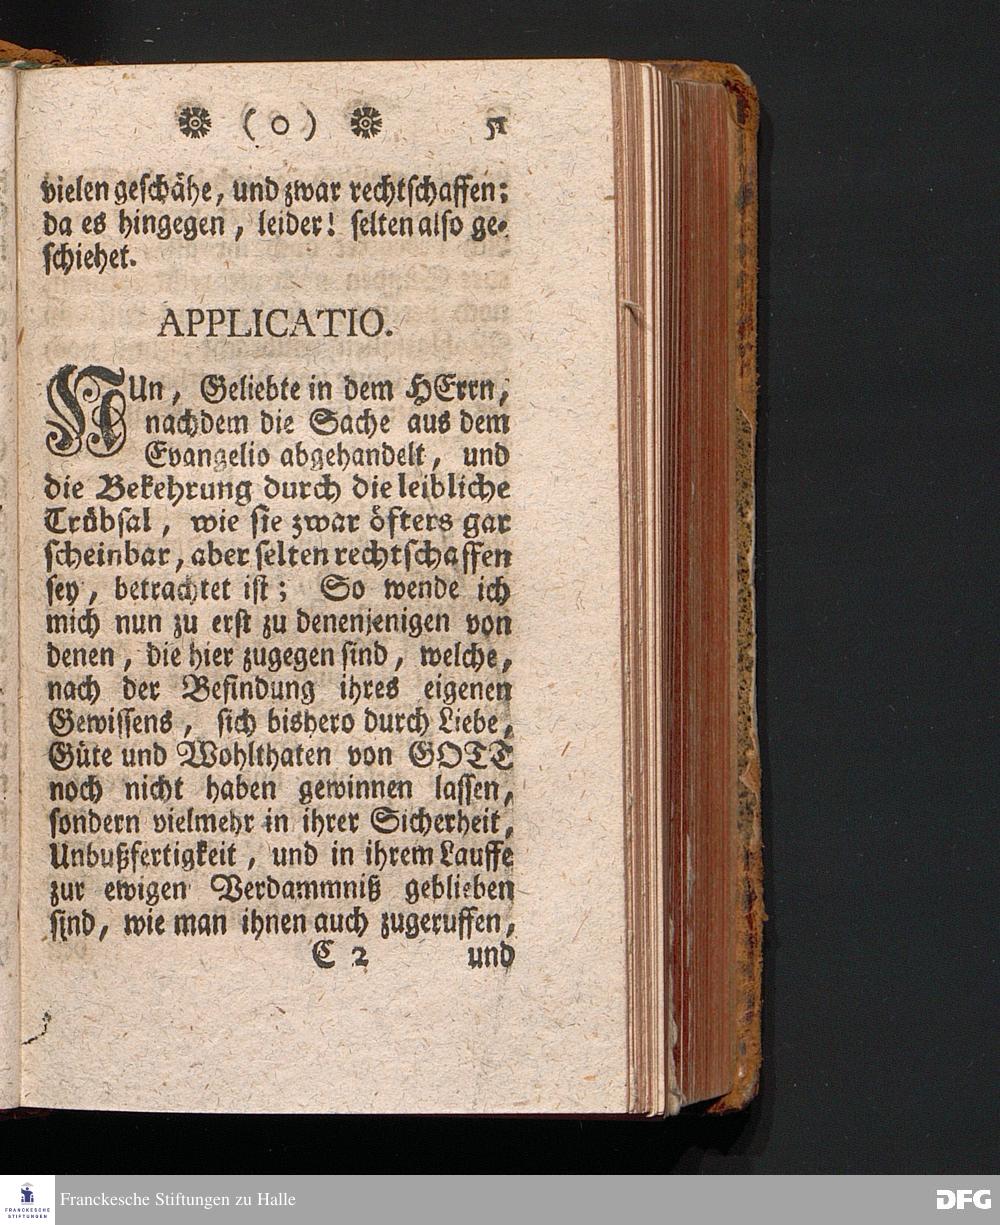 ❋ ( o ) ❋ 51
vielen geschähe, und zwar rechtschaffen:
da es hingegen, leider! selten also ge-
schiehet.
APPLICATIO.
NUn, Geliebte in dem HErrn,
nachdem die Sache aus dem
Evangelio abgehandelt, und
die Bekehrung durch die leibliche
Trübsal, wie sie zwar öfters gar
scheinbar, aber selten rechtschaffen
sey, betrachtet ist; So wende ich
mich nun zu erst zu denenjenigen von
denen, die hier zugegen sind, welche,
nach der Befindung ihres eigenen
Gewissens, sich bishero durch Liebe,
Güte und Wohlthaten von GOTT
noch nicht haben gewinnen lassen,
sondern vielmehr in ihrer Sicherheit,
Unbußfertigkeit, und in ihrem Lauffe
zur ewigen Verdammniß geblieben
sind, wie man ihnen auch zugeruffen,
C 2 und
FRANCKESCHE
STIFTUNGEN
Franckesche Stiftungen zu Halle
DFG